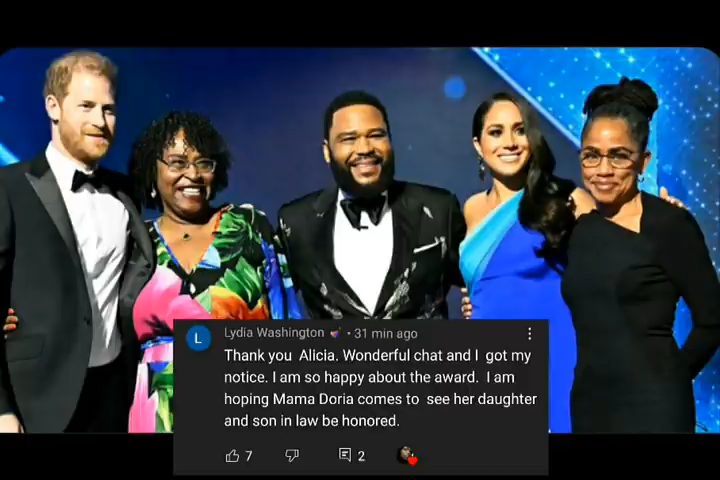 L
Lydia Washington • 31 min ago
Thank you Alicia. Wonderful chat and I got my
notice. I am so happy about the award. I am
hoping Mama Doria comes to see her daughter
and son in law be honored.
7 2